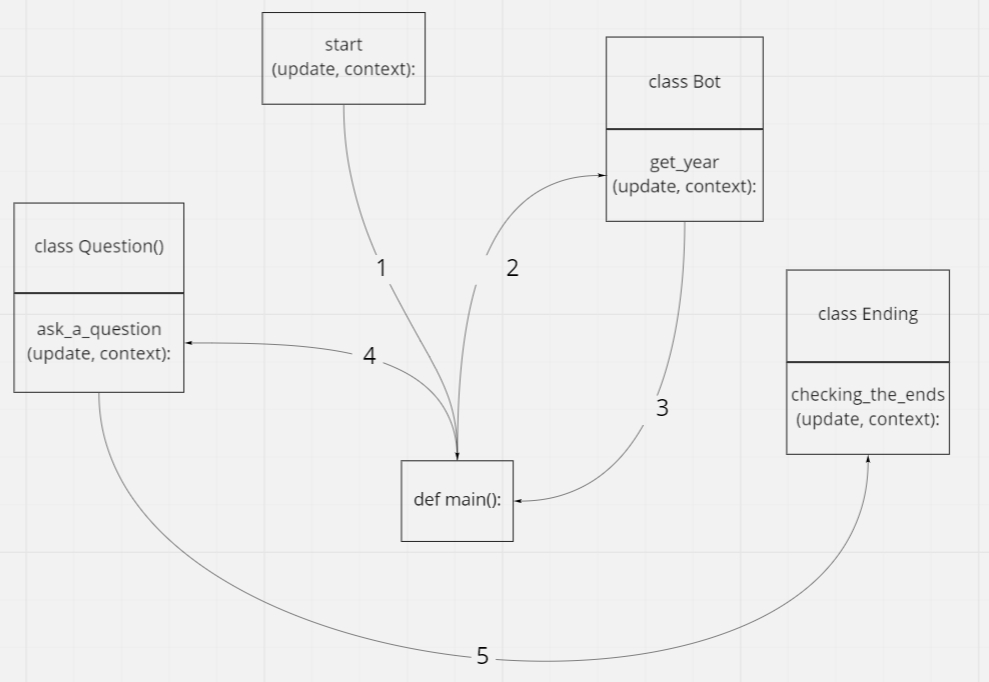 start
(update, context):
class Bot
get_year
(update, context):
class Question()
ask_a_question
(update, context):
1
2
class Ending
checking_the_ends
(update, context):
4
3
def main():
5